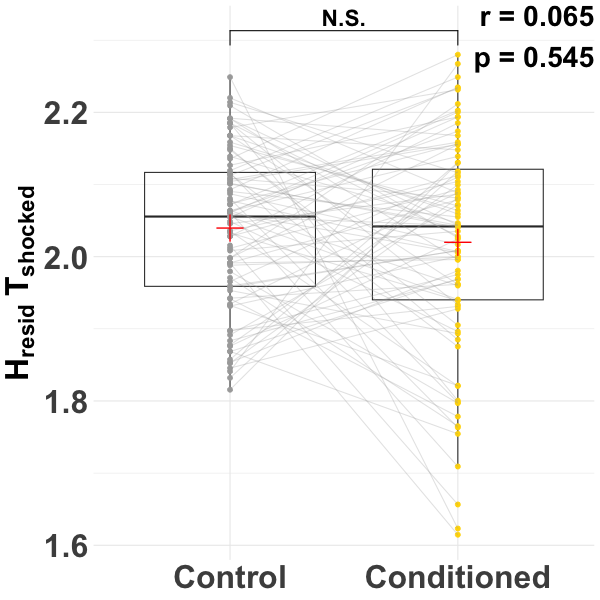 N.S.
r = 0.065
p = 0.545
2.2
2.0
1.8
1.6
Hresid Tshocked
Control Conditioned